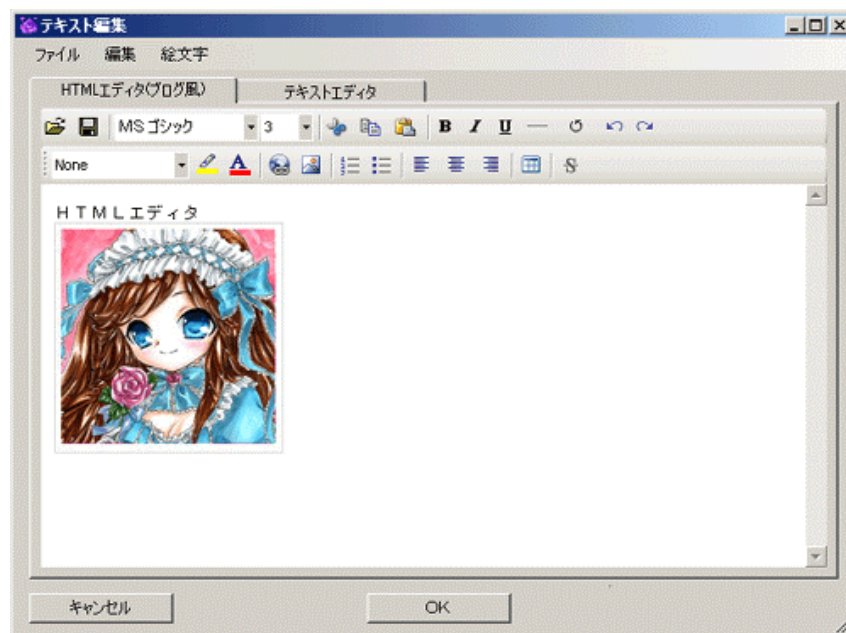 テキスト編集
ファイル 編集 絵文字
HTMLエディタ(ブログ風) テキストエディタ
MS ゴシック 3 B I U
None A S
HTMLエディタ
キャンセル OK